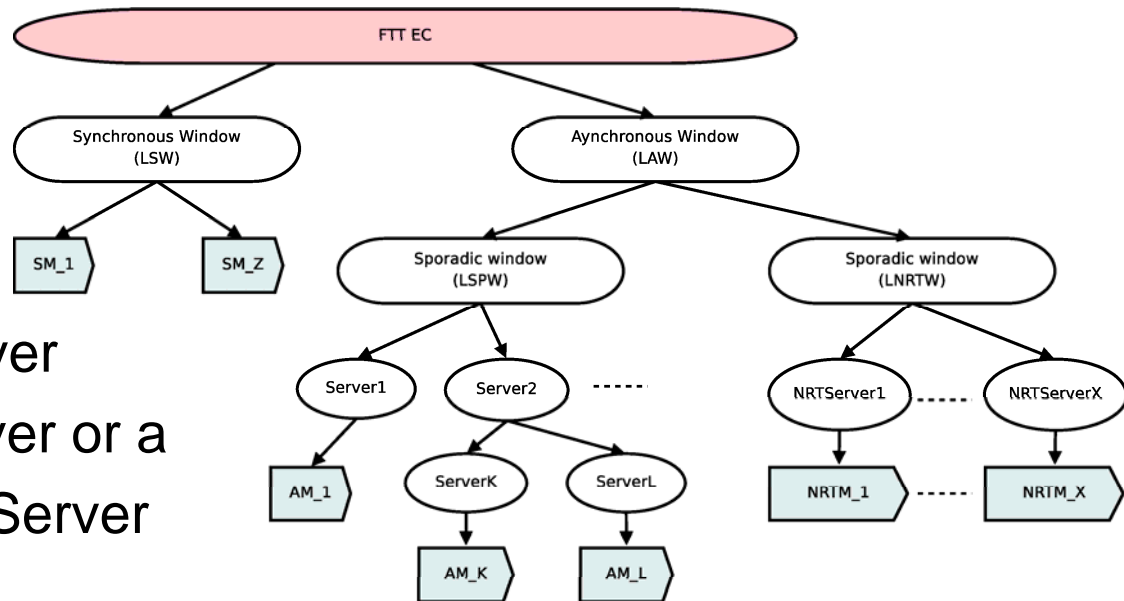 FTT EC
Synchronous Window
(LSW)
Aynchronous Window
(LAW)
SM_1
SM_Z
Sporadic window
(LSPW)
Sporadic window
(LNRTW)
ver
Server1
Server2
NRTServer1
NRTServerX
ver or a
AM_1
ServerK
ServerL
NRTM_1
NRTM_X
Server
AM_K
AM_L